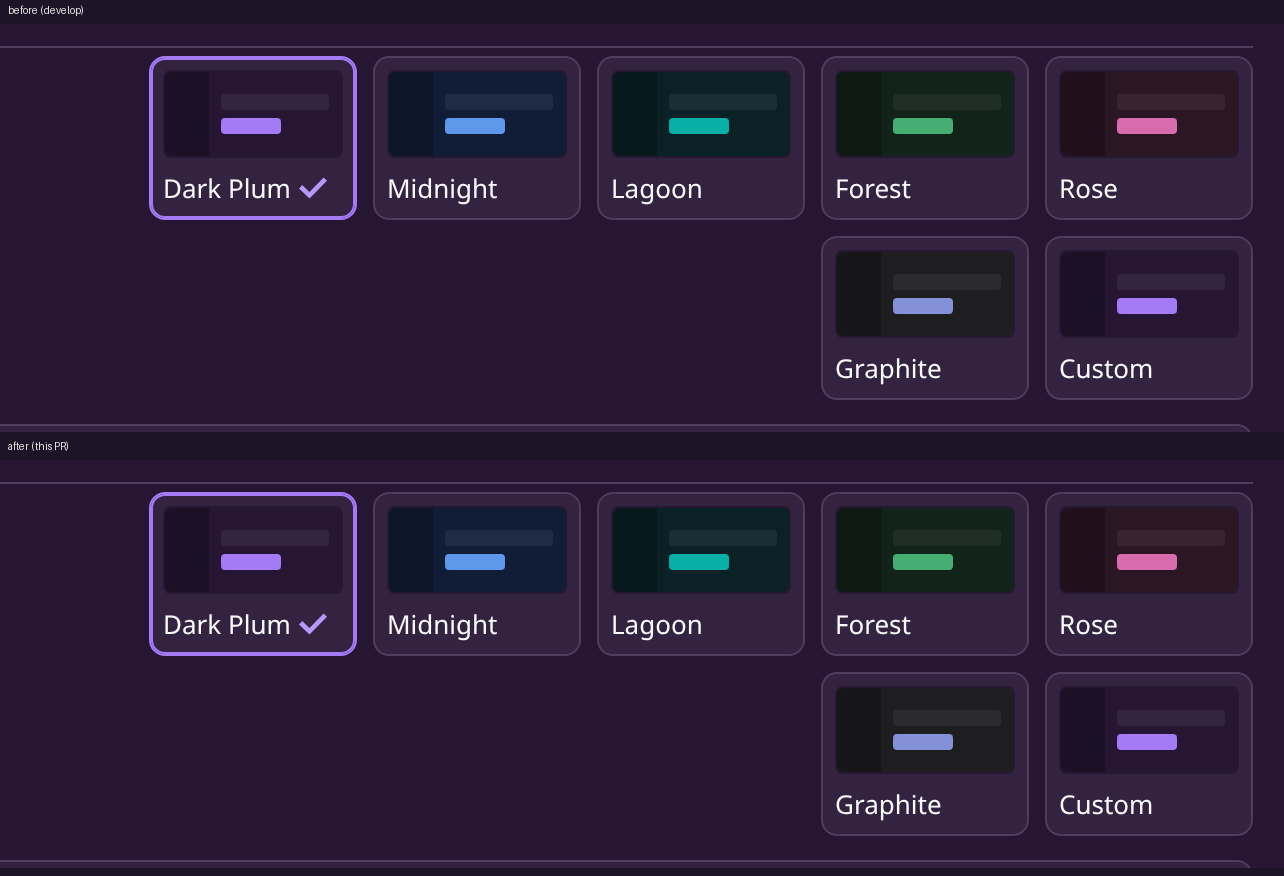 before (develop)
Dark Plum
Midnight
Lagoon
Forest
Rose
Graphite
Custom
after (this PR)
Dark Plum
Midnight
Lagoon
Forest
Rose
Graphite
Custom